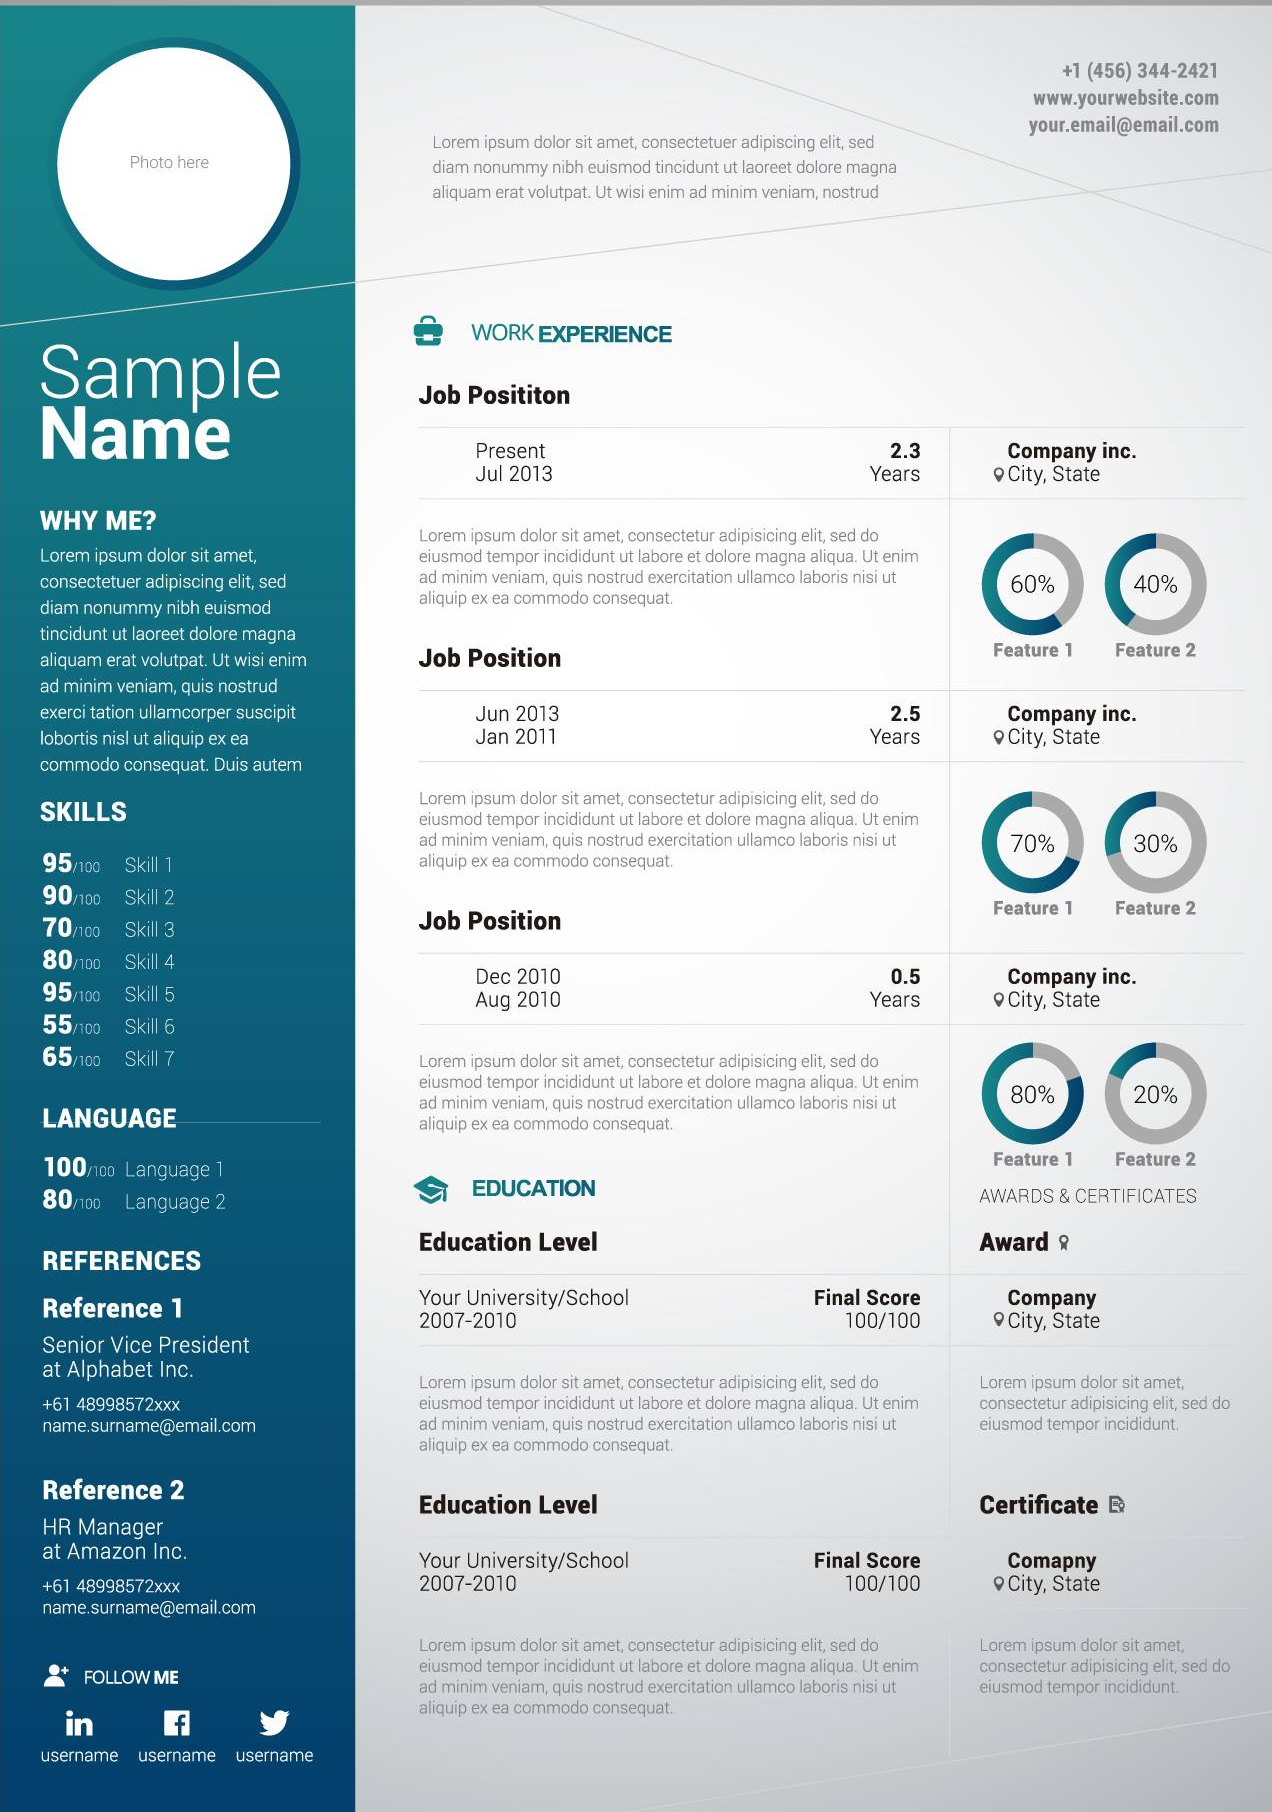 Photo here
Sample
Name
WHY ME?
Lorem ipsum dolor sit amet,
consectetuer adipiscing elit, sed
diam nonummy nibh euismod
tincidunt ut laoreet dolore magna
aliquam erat volutpat. Ut wisi enim
ad minim veniam, quis nostrud
exerci tation ullamcorper suscipit
lobortis nisl ut aliquip ex ea
commodo consequat. Duis autem
SKILLS
95/100 Skill 1
90/100 Skill 2
70/100 Skill 3
80/100 Skill 4
95/100 Skill 5
55/100 Skill 6
65/100 Skill 7
LANGUAGE
100/100 Language 1
80/100 Language 2
REFERENCES
Reference 1
Senior Vice President
at Alphabet Inc.
+61 48998572xxx
name.surname@email.com
Reference 2
HR Manager
at Amazon Inc.
+61 48998572xxx
name.surname@email.com
FOLLOW ME
in
username username username
+1 (456) 344-2421
www.yourwebsite.com
your.email@email.com
Lorem ipsum dolor sit amet, consectetuer adipiscing elit, sed
diam nonummy nibh euismod tincidunt ut laoreet dolore magna
aliquam erat volutpat. Ut wisi enim ad minim veniam, nostrud
WORK EXPERIENCE
Job Posititon
Present 2.3 Company inc.
Jul 2013 Years City, State
Lorem ipsum dolor sit amet, consectetur adipisicing elit, sed do
eiusmod tempor incididunt ut labore et dolore magna aliqua. Ut enim
ad minim veniam, quis nostrud exercitation ullamco laboris nisi ut
aliquip ex ea commodo consequat.
60% 40%
Feature 1 Feature 2
Job Position
Jun 2013 2.5 Company inc.
Jan 2011 Years City, State
Lorem ipsum dolor sit amet, consectetur adipisicing elit, sed do
eiusmod tempor incididunt ut labore et dolore magna aliqua. Ut enim
ad minim veniam, quis nostrud exercitation ullamco laboris nisi ut
aliquip ex ea commodo consequat.
70% 30%
Feature 1 Feature 2
Job Position
Dec 2010 0.5 Company inc.
Aug 2010 Years City, State
Lorem ipsum dolor sit amet, consectetur adipisicing elit, sed do
eiusmod tempor incididunt ut labore et dolore magna aliqua. Ut enim
ad minim veniam, quis nostrud exercitation ullamco laboris nisi ut
aliquip ex ea commodo consequat.
80% 20%
Feature 1 Feature 2
EDUCATION
Education Level
Your University/School Final Score
2007-2010 100/100
Lorem ipsum dolor sit amet, consectetur adipisicing elit, sed do
eiusmod tempor incididunt ut labore et dolore magna aliqua. Ut enim
ad minim veniam, quis nostrud exercitation ullamco laboris nisi ut
aliquip ex ea commodo consequat.
Education Level
Your University/School Final Score
2007-2010 100/100
Lorem ipsum dolor sit amet, consectetur adipisicing elit, sed do
eiusmod tempor incididunt ut labore et dolore magna aliqua. Ut enim
ad minim veniam, quis nostrud exercitation ullamco laboris nisi ut
aliquip ex ea commodo consequat.
AWARDS & CERTIFICATES
Award
Company
City, State
Lorem ipsum dolor sit amet,
consectetur adipisicing elit, sed do
eiusmod tempor incididunt.
Certificate
Comapny
City, State
Lorem ipsum dolor sit amet,
consectetur adipisicing elit, sed do
eiusmod tempor incididunt.